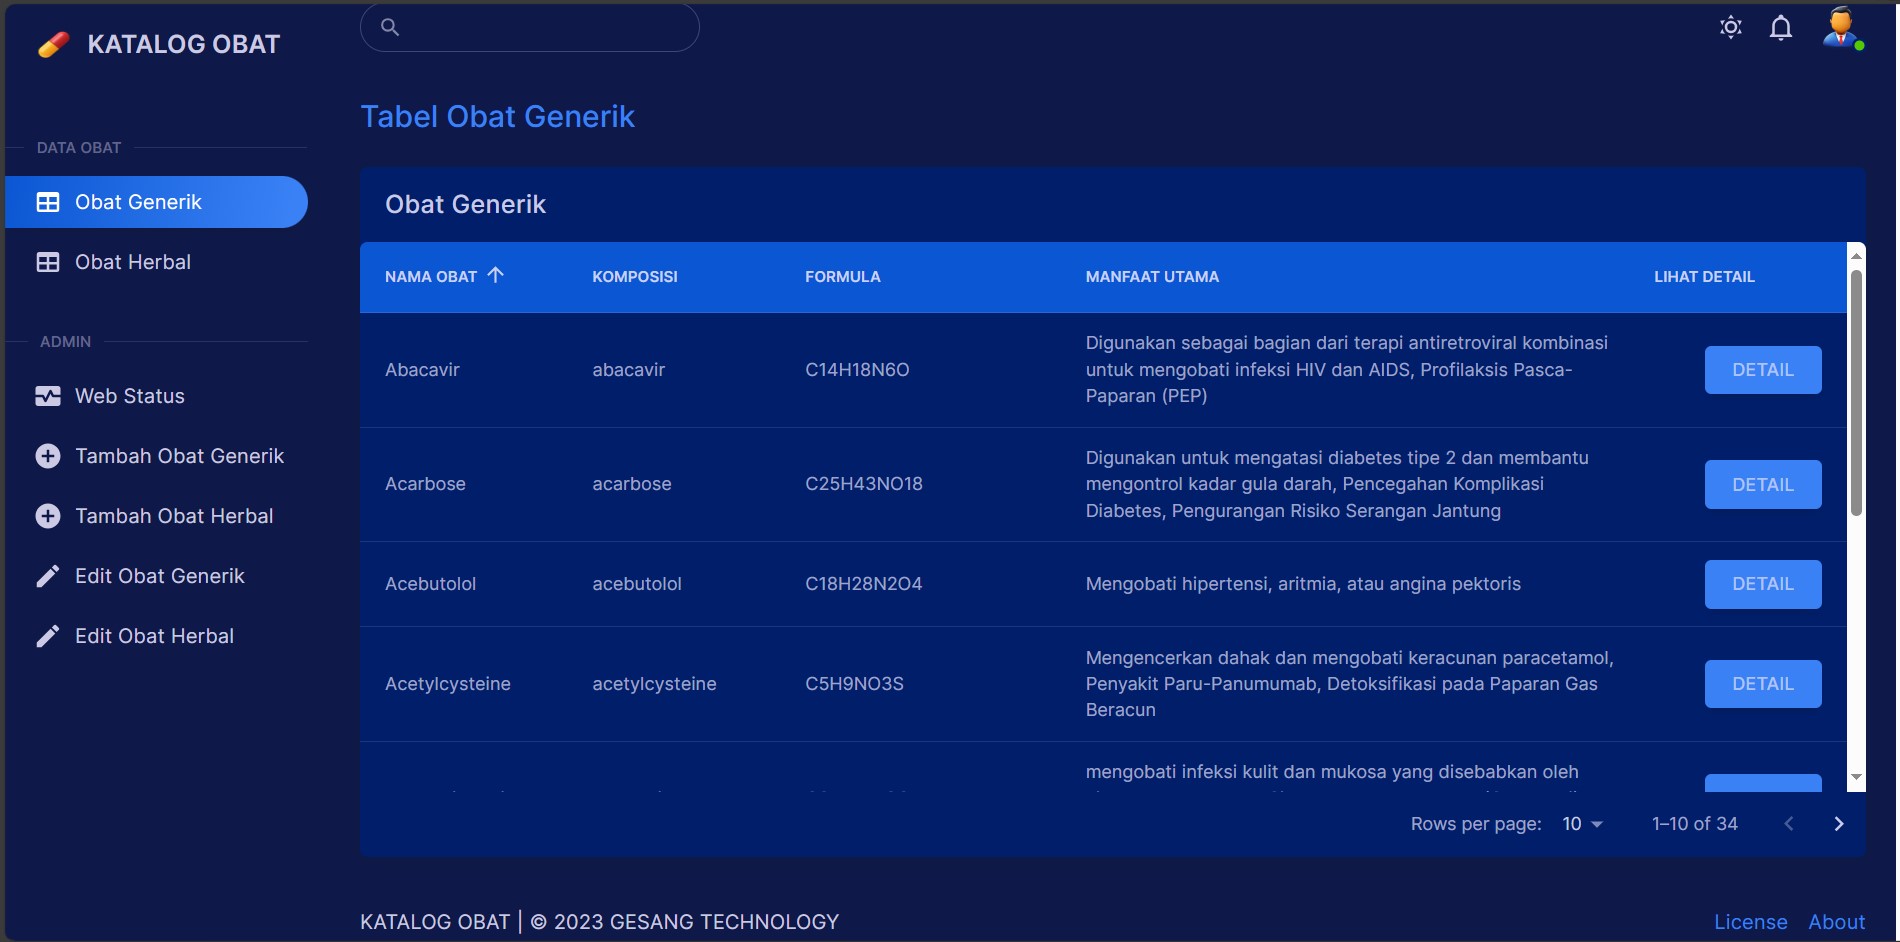 KATALOG OBAT
Tabel Obat Generik
DATA OBAT
Obat Generik
Obat Herbal
ADMIN
Web Status
Tambah Obat Generik
Tambah Obat Herbal
Edit Obat Generik
Edit Obat Herbal
Obat Generik
NAMA OBAT KOMPOSISI FORMULA MANFAAT UTAMA LIHAT DETAIL
Abacavir abacavir C14H18N6O
Digunakan sebagai bagian dari terapi antiretroviral kombinasi
untuk mengobati infeksi HIV dan AIDS, Profilaksis Pasca-
Paparan (PEP)
DETAIL
Acarbose acarbose C25H43NO18
Digunakan untuk mengatasi diabetes tipe 2 dan membantu
mengontrol kadar gula darah, Pencegahan Komplikasi
Diabetes, Pengurangan Risiko Serangan Jantung
DETAIL
Acebutolol acebutolol C18H28N2O4 Mengobati hipertensi, aritmia, atau angina pektoris DETAIL
Acetylcysteine acetylcysteine C5H9NO3S
Mengencerkan dahak dan mengobati keracunan paracetamol,
Penyakit Paru-Panumumab, Detoksifikasi pada Paparan Gas
Beracun
DETAIL
mengobati infeksi kulit dan mukosa yang disebabkan oleh
Rows per page: 10 1–10 of 34
KATALOG OBAT | © 2023 GESANG TECHNOLOGY
License About